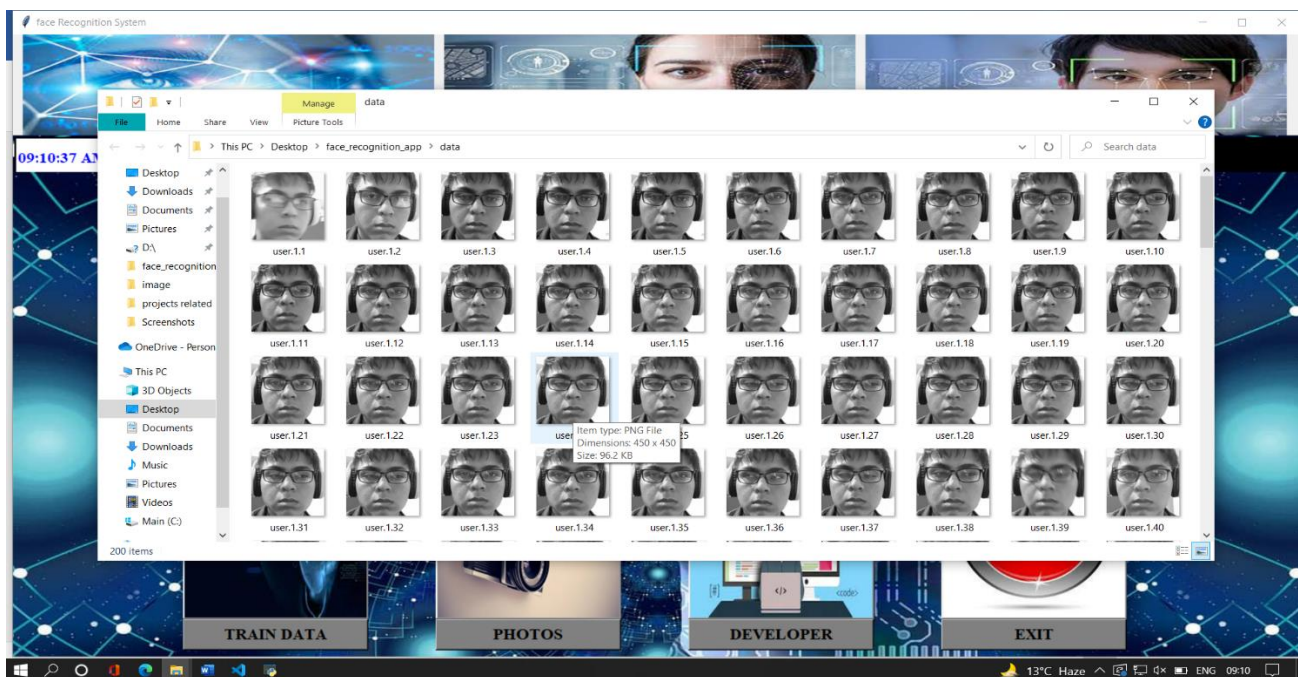 face Recognition System
Manage data
File Home Share View Picture Tools
This PC > Desktop > face_recognition_app > data
Search data
09:10:37 AM
Desktop
Downloads
Documents
Pictures
D:\
face_recognition
image
projects related
Screenshots
OneDrive - Person
This PC
3D Objects
Desktop
Documents
Downloads
Music
Pictures
Videos
Main (C:)
user.1.1 user.1.2 user.1.3 user.1.4 user.1.5 user.1.6 user.1.7 user.1.8 user.1.9 user.1.10
user.1.11 user.1.12 user.1.13 user.1.14 user.1.15 user.1.16 user.1.17 user.1.18 user.1.19 user.1.20
user.1.21 user.1.22 user.1.23 user 25 user.1.26 user.1.27 user.1.28 user.1.29 user.1.30
Item type: PNG File
Dimensions: 450 x 450
Size: 96.2 KB
user.1.31 user.1.32 user.1.33 user.1.34 user.1.35 user.1.36 user.1.37 user.1.38 user.1.39 user.1.40
200 items
</> <code>
TRAIN DATA PHOTOS DEVELOPER EXIT
13°C Haze ENG 09:10